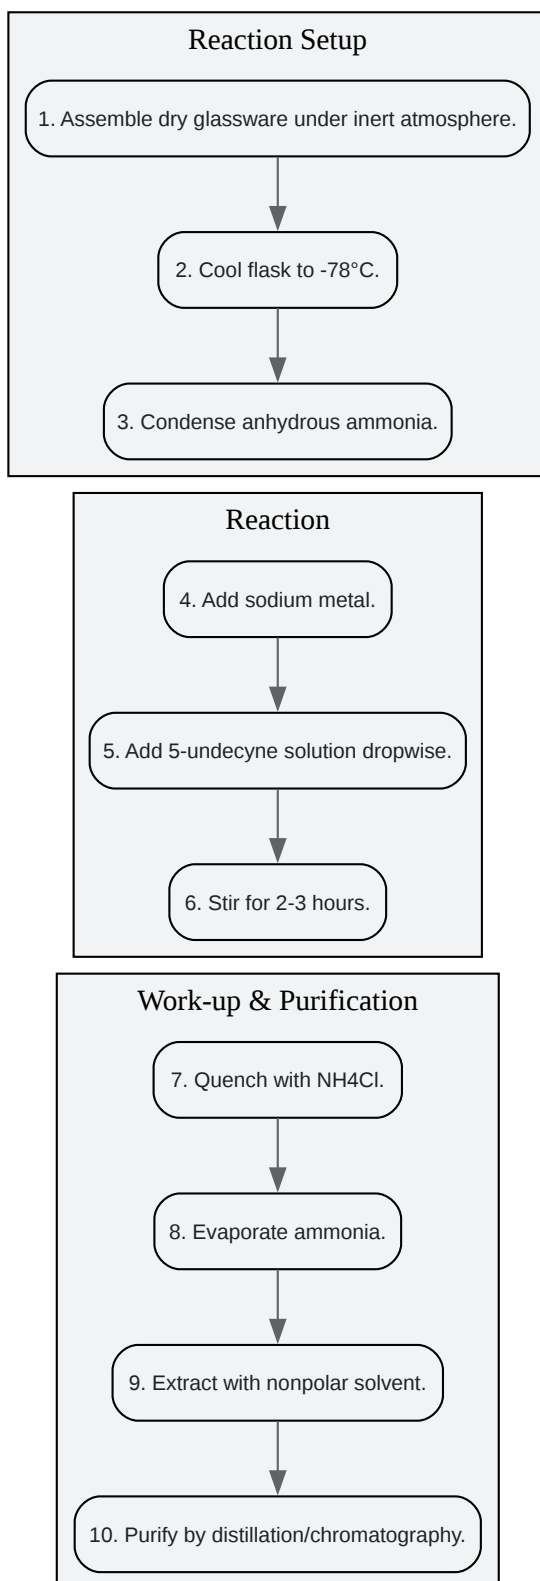 Reaction Setup
1. Assemble dry glassware under inert atmosphere.
2. Cool flask to -78°C.
3. Condense anhydrous ammonia.
Reaction
4. Add sodium metal.
5. Add 5-undecyne solution dropwise.
6. Stir for 2-3 hours.
Work-up & Purification
7. Quench with NH4Cl.
8. Evaporate ammonia.
9. Extract with nonpolar solvent.
10. Purify by distillation/chromatography.